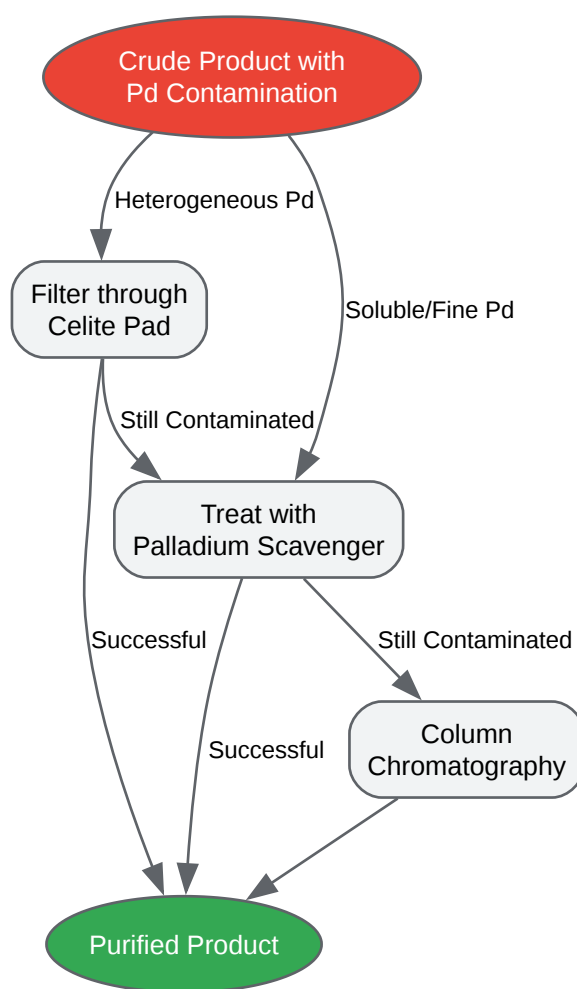 Crude Product with
Pd Contamination
Heterogeneous Pd
Filter through
Celite Pad
Soluble/Fine Pd
Still Contaminated
Treat with
Palladium Scavenger
Successful
Still Contaminated
Successful
Column
Chromatography
Purified Product